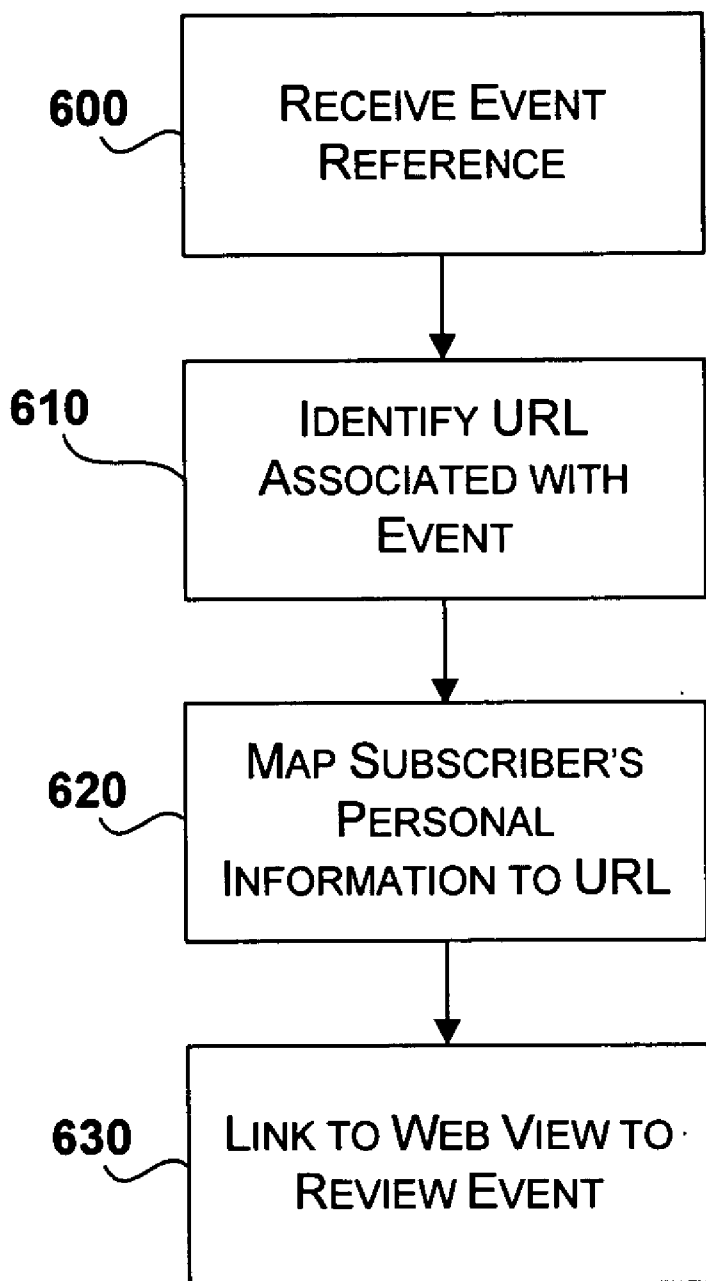 600
RECEIVE EVENT
REFERENCE
610
IDENTIFY URL
ASSOCIATED WITH
EVENT
620
MAP SUBSCRIBER'S
PERSONAL
INFORMATION TO URL
630
LINK TO WEB VIEW TO
REVIEW EVENT